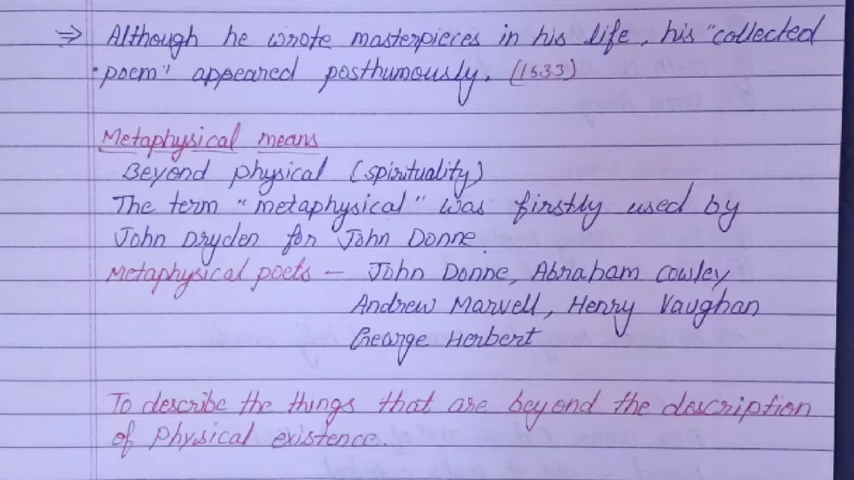 ⇒ Although he wrote masterpieces in his life, his "collected
poem" appeared posthumously. (1633)
Metaphysical means
Beyond physical (spirituality)
The term "metaphysical" was firstly used by
John Dryden for John Donne.
Metaphysical poets – John Donne, Abraham Cowley
Andrew Marvell, Henry Vaughan
George Herbert
To describe the things that are beyond the description
of physical existence.